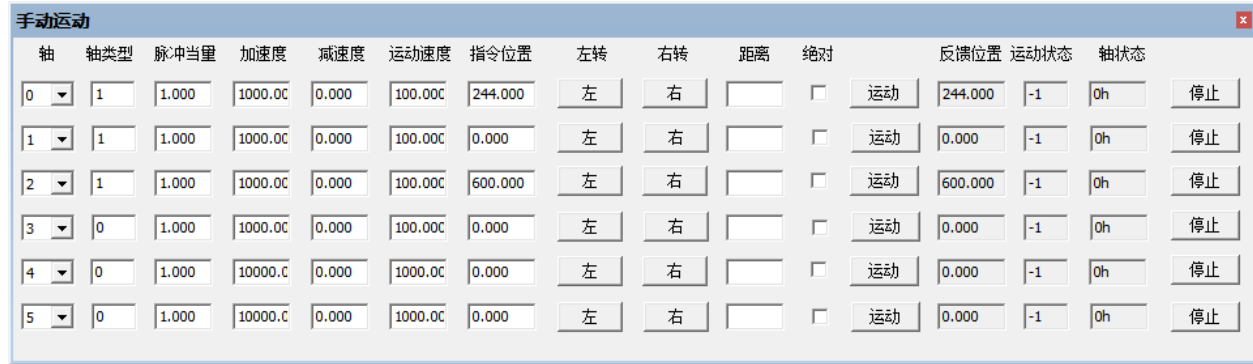 手动运动
轴 轴类型 脉冲当量 加速度 减速度 运动速度 指令位置 左转 右转 距离 绝对 反馈位置 运动状态 轴状态
0 1 1.000 1000.00 0.000 100.000 244.000 左 右 运动 244.000 -1 0h 停止
1 1 1.000 1000.00 0.000 100.000 0.000 左 右 运动 0.000 -1 0h 停止
2 1 1.000 1000.00 0.000 100.000 600.000 左 右 运动 600.000 -1 0h 停止
3 0 1.000 1000.00 0.000 100.000 0.000 左 右 运动 0.000 -1 0h 停止
4 0 1.000 10000.0 0.000 1000.00 0.000 左 右 运动 0.000 -1 0h 停止
5 0 1.000 10000.0 0.000 1000.00 0.000 左 右 运动 0.000 -1 0h 停止